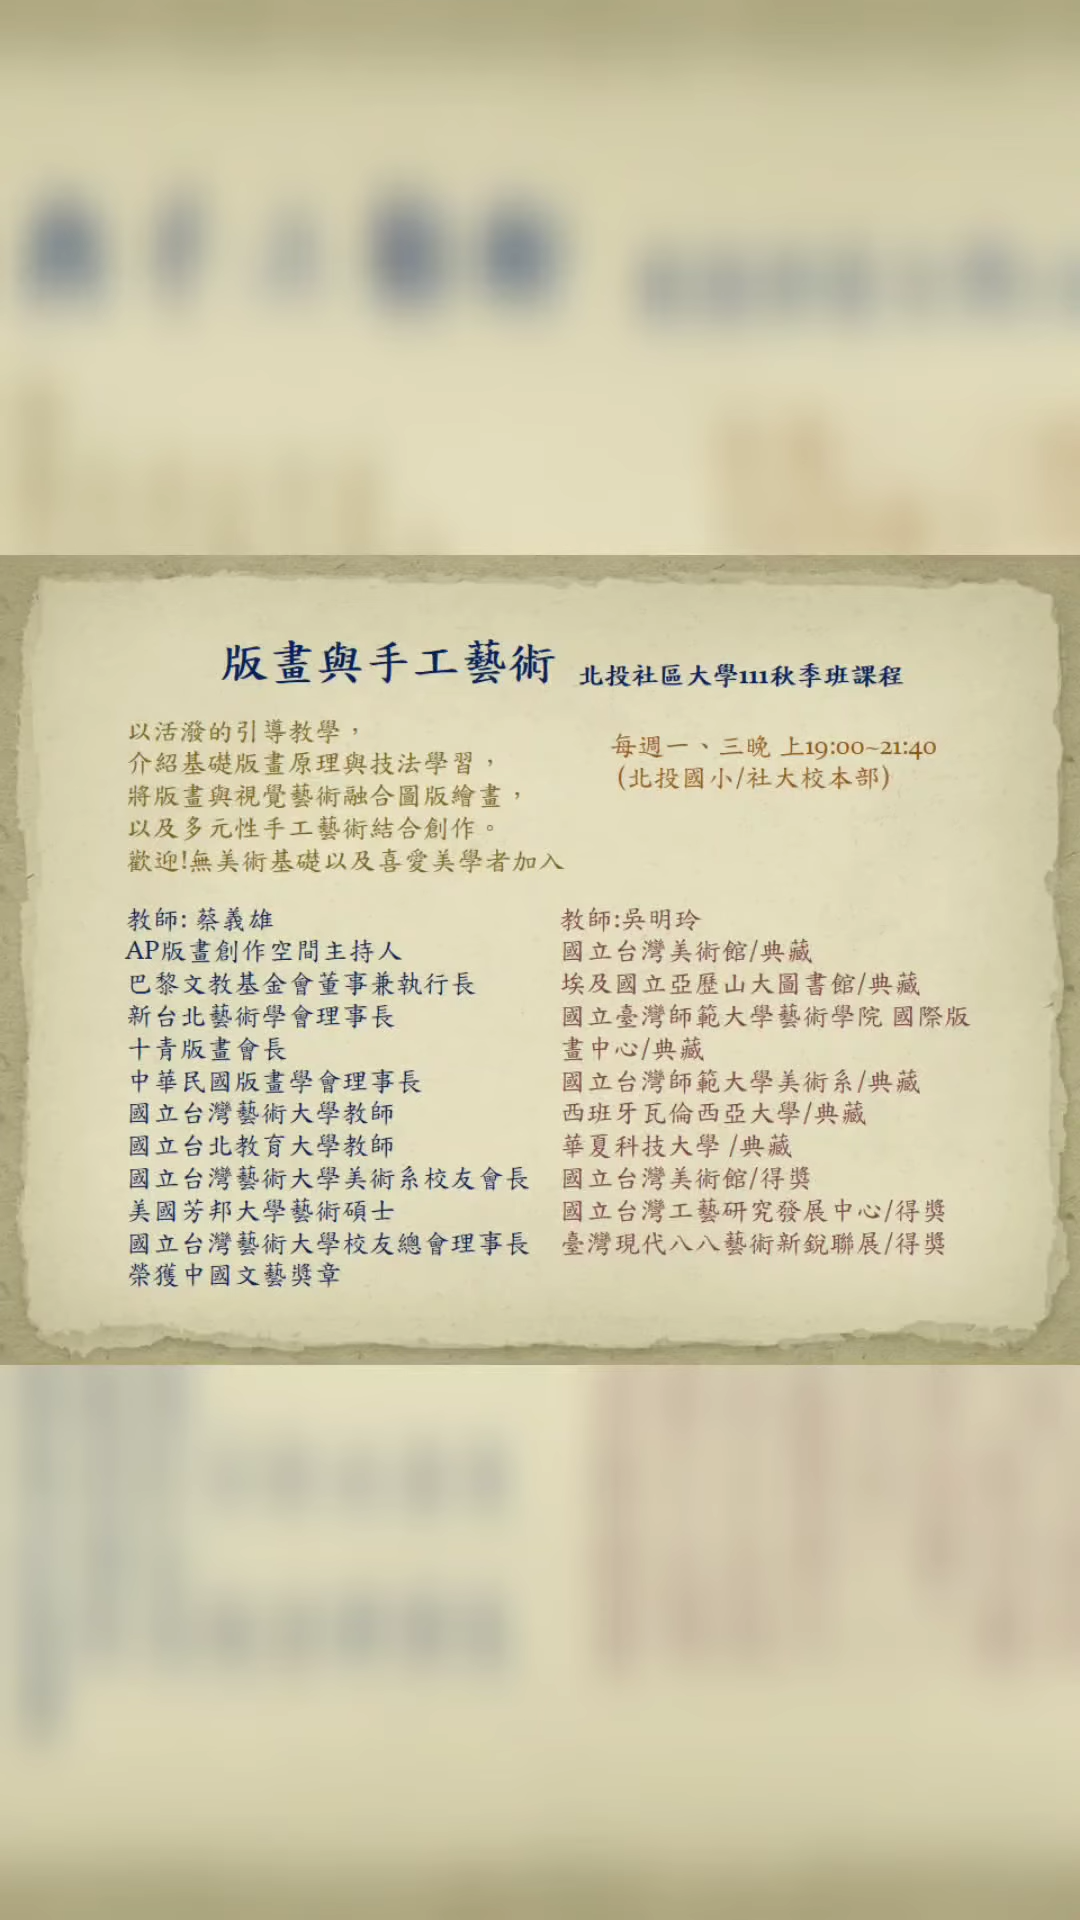 版畫與手工藝術 北投社區大學111秋季班課程
以活潑的引導教學，
介紹基礎版畫原理與技法學習，
將版畫與視覺藝術融合圖版繪畫，
以及多元性手工藝術結合創作。
歡迎!無美術基礎以及喜愛美學者加入
每週一、三晚 上19:00~21:40
(北投國小/社大校本部)
教師: 蔡義雄
AP版畫創作空間主持人
巴黎文教基金會董事兼執行長
新台北藝術學會理事長
十青版畫會長
中華民國版畫學會理事長
國立台灣藝術大學教師
國立台北教育大學教師
國立台灣藝術大學美術系校友會長
美國芳邦大學藝術碩士
國立台灣藝術大學校友總會理事長
榮獲中國文藝獎章
教師:吳明玲
國立台灣美術館/典藏
埃及國立亞歷山大圖書館/典藏
國立臺灣師範大學藝術學院 國際版
畫中心/典藏
國立台灣師範大學美術系/典藏
西班牙瓦倫西亞大學/典藏
華夏科技大學 /典藏
國立台灣美術館/得獎
國立台灣工藝研究發展中心/得獎
臺灣現代八八藝術新銳聯展/得獎